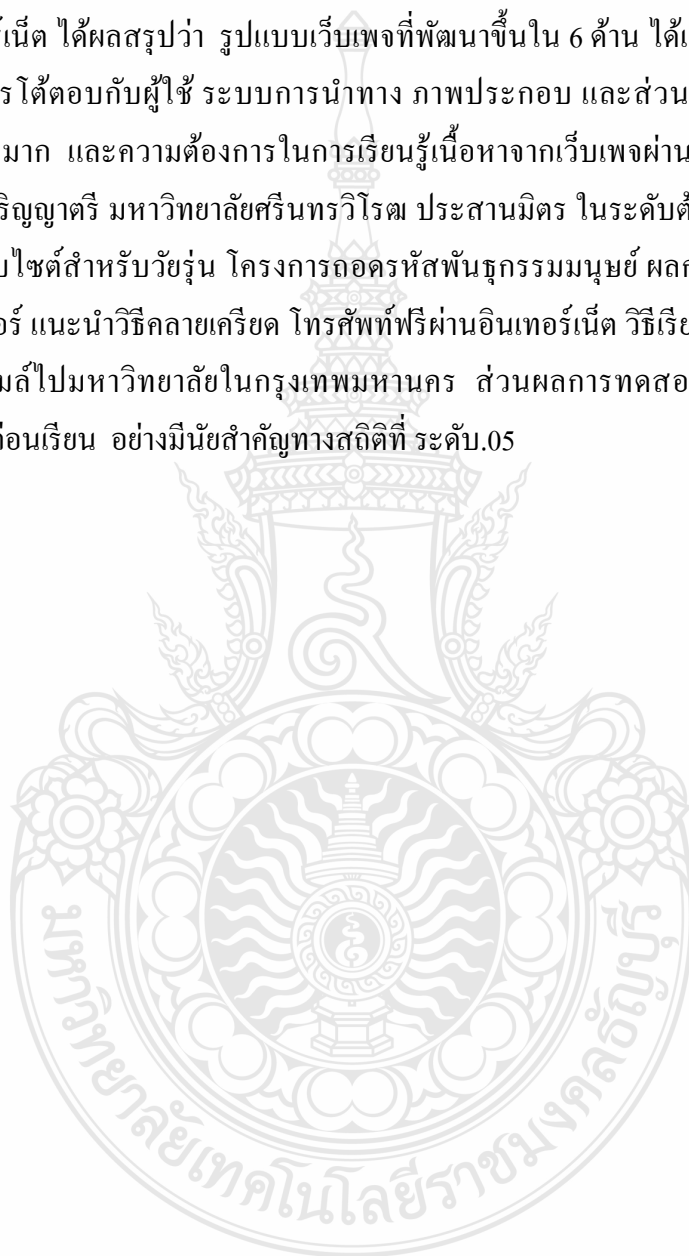 ร์เน็ต ได้ผลสรุปว่า รูปแบบเว็บเพจที่พัฒนาขึ้นใน 6 ด้าน ได้แ
รโต้ตอบกับผู้ใช้ ระบบการนำทาง ภาพประกอบ และส่วน
มาก และความต้องการในการเรียนรู้เนื้อหาจากเว็บเพจผ่าน
ริญญาตรี มหาวิทยาลัยศรีนทรวิโรฒ ประสานมิตร ในระดับต้
บไซต์สำหรับวัยรุ่น โครงการถอดรหัสพันธุกรรมมนุษย์ ผลก
อร์ แนะนำวิธีคลายเครียด โทรศัพท์ฟรีผ่านอินเทอร์เน็ต วิธีเรีย
มล์ไปมหาวิทยาลัยในกรุงเทพมหานคร ส่วนผลการทดสอ
ก่อนเรียน อย่างมีนัยสำคัญทางสถิติที่ ระดับ.05
มหาวิทยาลัยเทคโนโลยีราชมงคลธัญบุรี